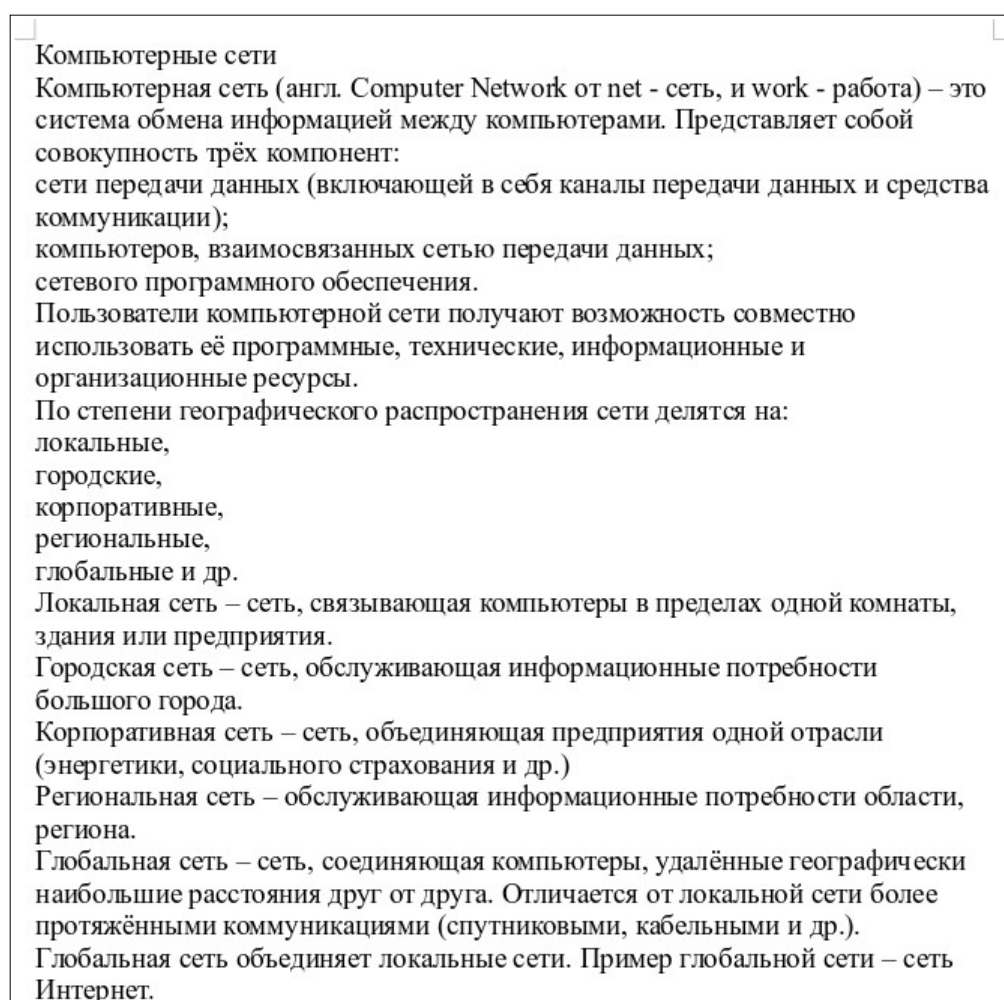 Компьютерные сети
Компьютерная сеть (англ. Computer Network от net - сеть, и work - работа) – это
система обмена информацией между компьютерами. Представляет собой
совокупность трёх компонент:
сети передачи данных (включающей в себя каналы передачи данных и средства
коммуникации);
компьютеров, взаимосвязанных сетью передачи данных;
сетевого программного обеспечения.
Пользователи компьютерной сети получают возможность совместно
использовать её программные, технические, информационные и
организационные ресурсы.
По степени географического распространения сети делятся на:
локальные,
городские,
корпоративные,
региональные,
глобальные и др.
Локальная сеть – сеть, связывающая компьютеры в пределах одной комнаты,
здания или предприятия.
Городская сеть – сеть, обслуживающая информационные потребности
большого города.
Корпоративная сеть – сеть, объединяющая предприятия одной отрасли
(энергетики, социального страхования и др.)
Региональная сеть – обслуживающая информационные потребности области,
региона.
Глобальная сеть – сеть, соединяющая компьютеры, удалённые географически
наибольшие расстояния друг от друга. Отличается от локальной сети более
протяжёнными коммуникациями (спутниковыми, кабельными и др.).
Глобальная сеть объединяет локальные сети. Пример глобальной сети – сеть
Интернет.